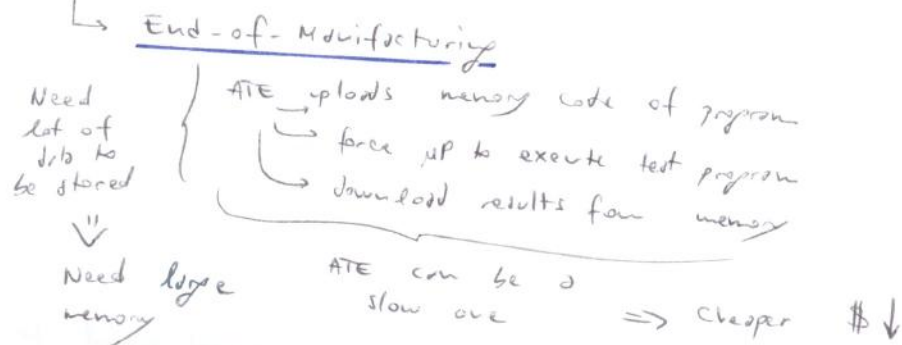 ↳ End-of-Manifacturing
ATE uploads memory code of program
↳ force μP to execute test program
↳ download results from memory
Need
lot of
data to
be stored
⇓
Need large
memory
ATE can be a
slow one
⇒ Cheaper $ ↓